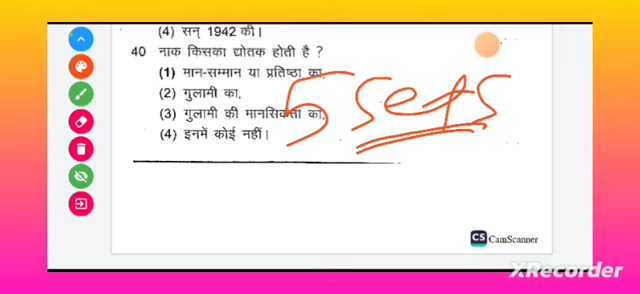 (4) सन् 1942 की।
40 नाक किसका द्योतक होती है ?
(1) मान-सम्मान या प्रतिष्ठा का.
(2) गुलामी का.
(3) गुलामी की मानसिकता का.
(4) इनमें कोई नहीं।
5 sets
CS CamScanner
XRecorder